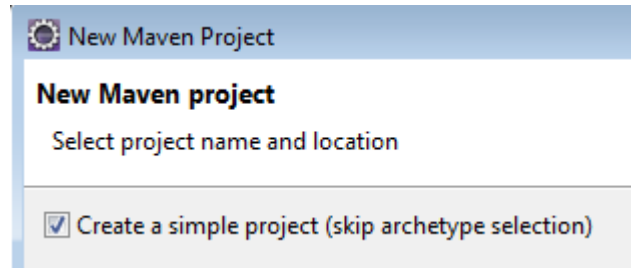 New Maven Project
New Maven project
Select project name and location
Create a simple project (skip archetype selection)